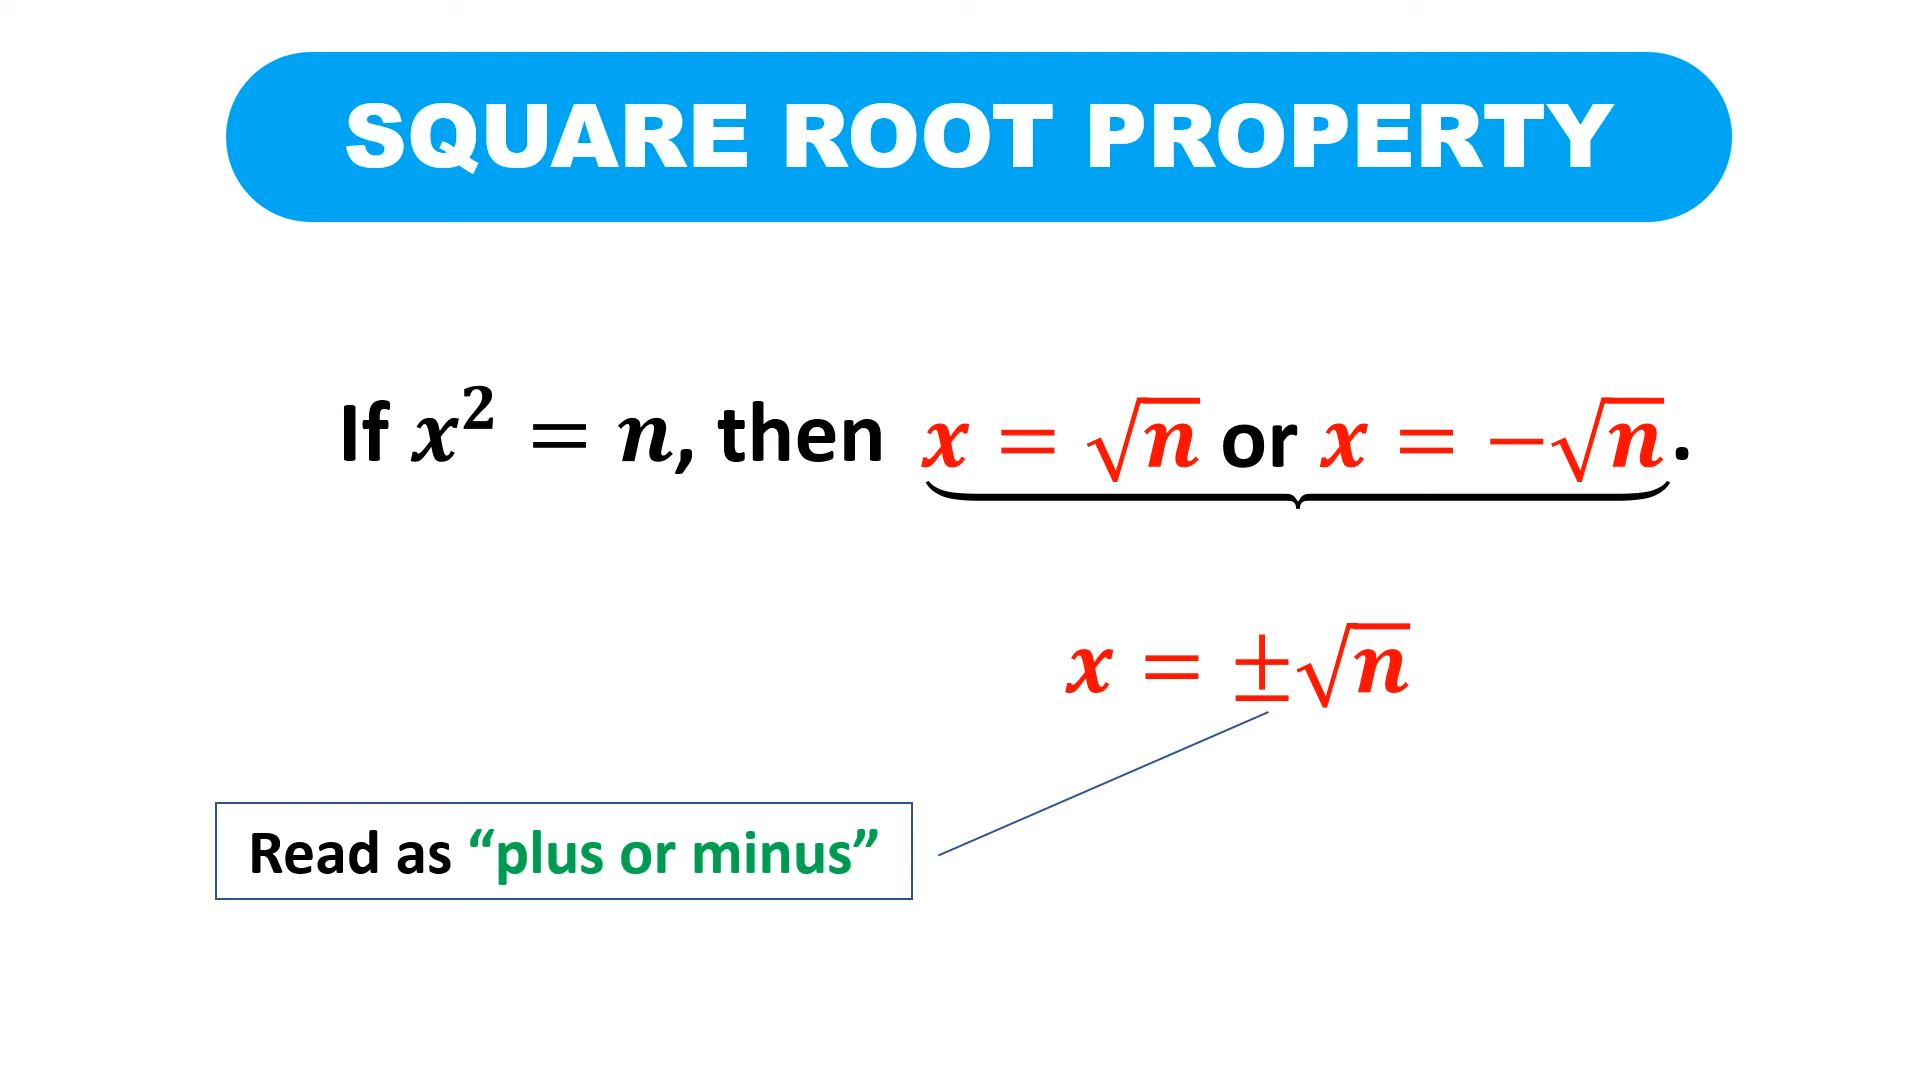 SQUARE ROOT PROPERTY
If x² = n, then x = √n or x = −√n.
x = ±√n
Read as “plus or minus”